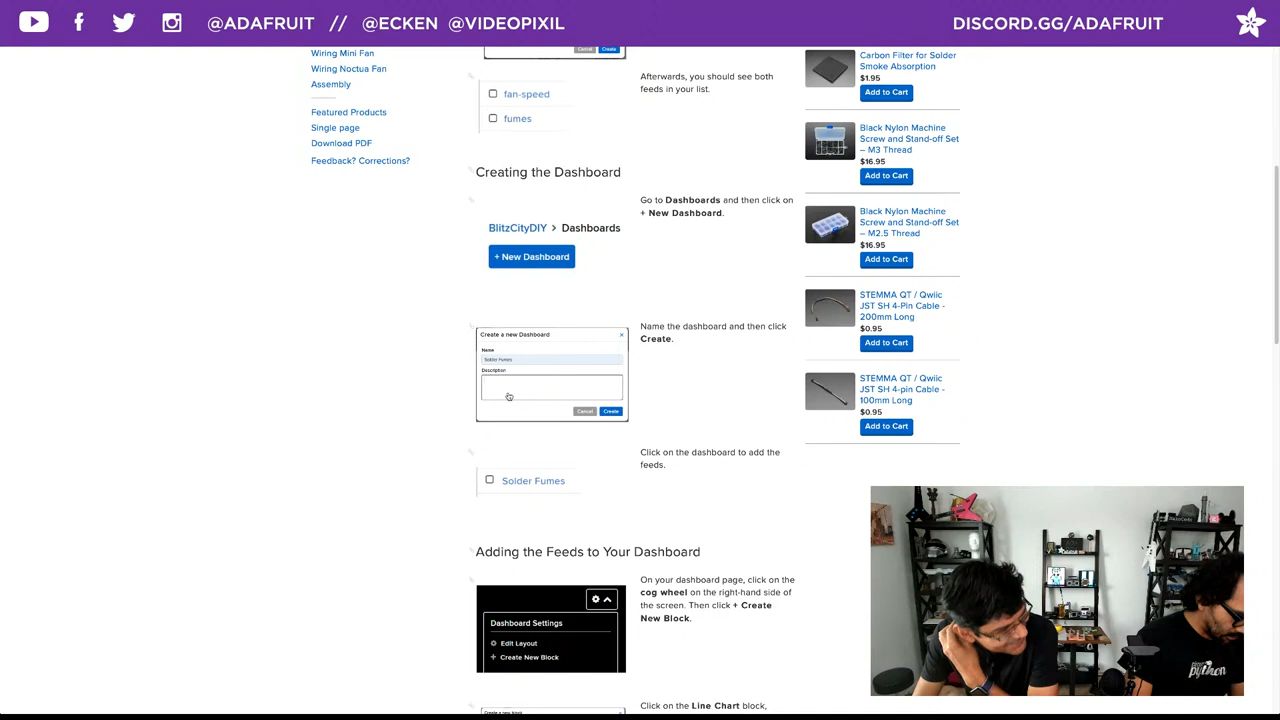 @ADAFRUIT // @ECKEN @VIDEOPIXIL
DISCORD.GG/ADAFRUIT
Wiring Mini Fan
Wiring Noctua Fan
Assembly
Featured Products
Single page
Download PDF
Feedback? Corrections?
Cancel Create
fan-speed
fumes
Afterwards, you should see both
feeds in your list.
Creating the Dashboard
BlitzCityDIY > Dashboards
+ New Dashboard
Go to Dashboards and then click on
+ New Dashboard.
Create a new Dashboard
Name
Solder Fumes
Description
Cancel Create
Name the dashboard and then click
Create.
Solder Fumes
Click on the dashboard to add the
feeds.
Adding the Feeds to Your Dashboard
Dashboard Settings
Edit Layout
+ Create New Block
On your dashboard page, click on the
cog wheel on the right-hand side of
the screen. Then click + Create
New Block.
Click on the Line Chart block,
Carbon Filter for Solder
Smoke Absorption
$1.95
Add to Cart
Black Nylon Machine
Screw and Stand-off Set
– M3 Thread
$16.95
Add to Cart
Black Nylon Machine
Screw and Stand-off Set
– M2.5 Thread
$16.95
Add to Cart
STEMMA QT / Qwiic
JST SH 4-Pin Cable -
200mm Long
$0.95
Add to Cart
STEMMA QT / Qwiic
JST SH 4-pin Cable -
100mm Long
$0.95
Add to Cart
python